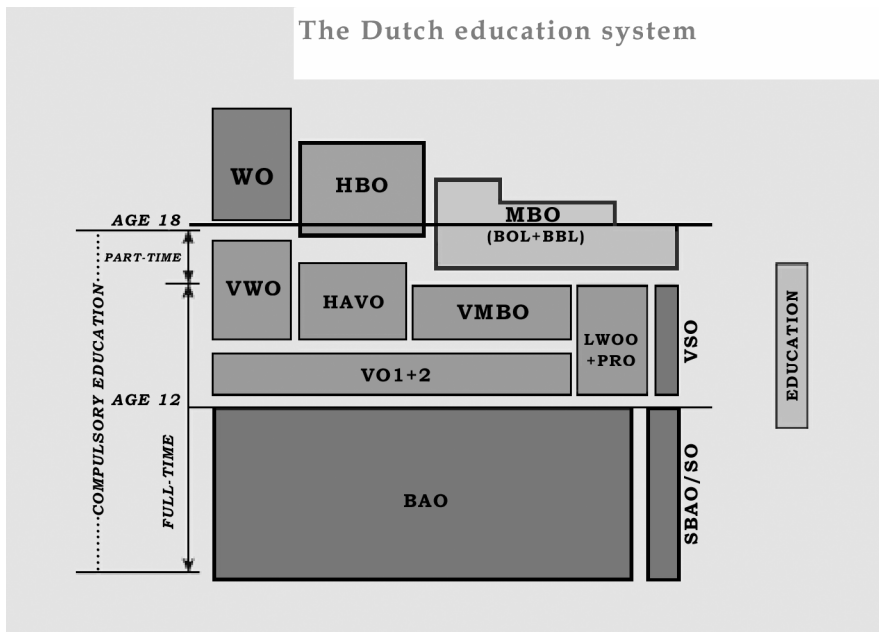 The Dutch education system
WO
HBO
MBO
(BOL+BBL)
AGE 18
PART-TIME
VWO
HAVO
VMBO
LWOO
+PRO
VSO
EDUCATION
VO1+2
AGE 12
COMPULSORY EDUCATION
FULL-TIME
BAO
SBAO/SO